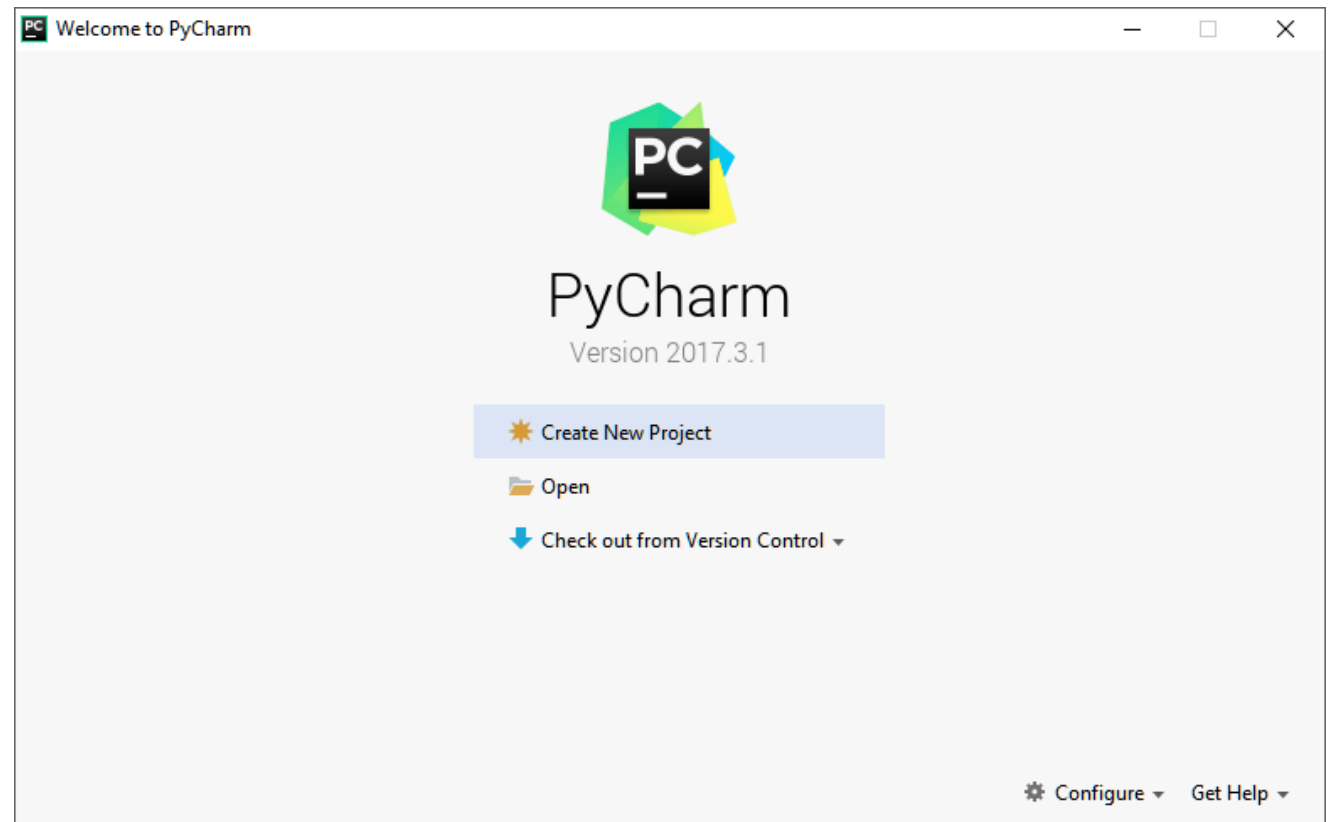 PC Welcome to PyCharm
PC
PyCharm
Version 2017.3.1
Create New Project
Open
Check out from Version Control
Configure Get Help